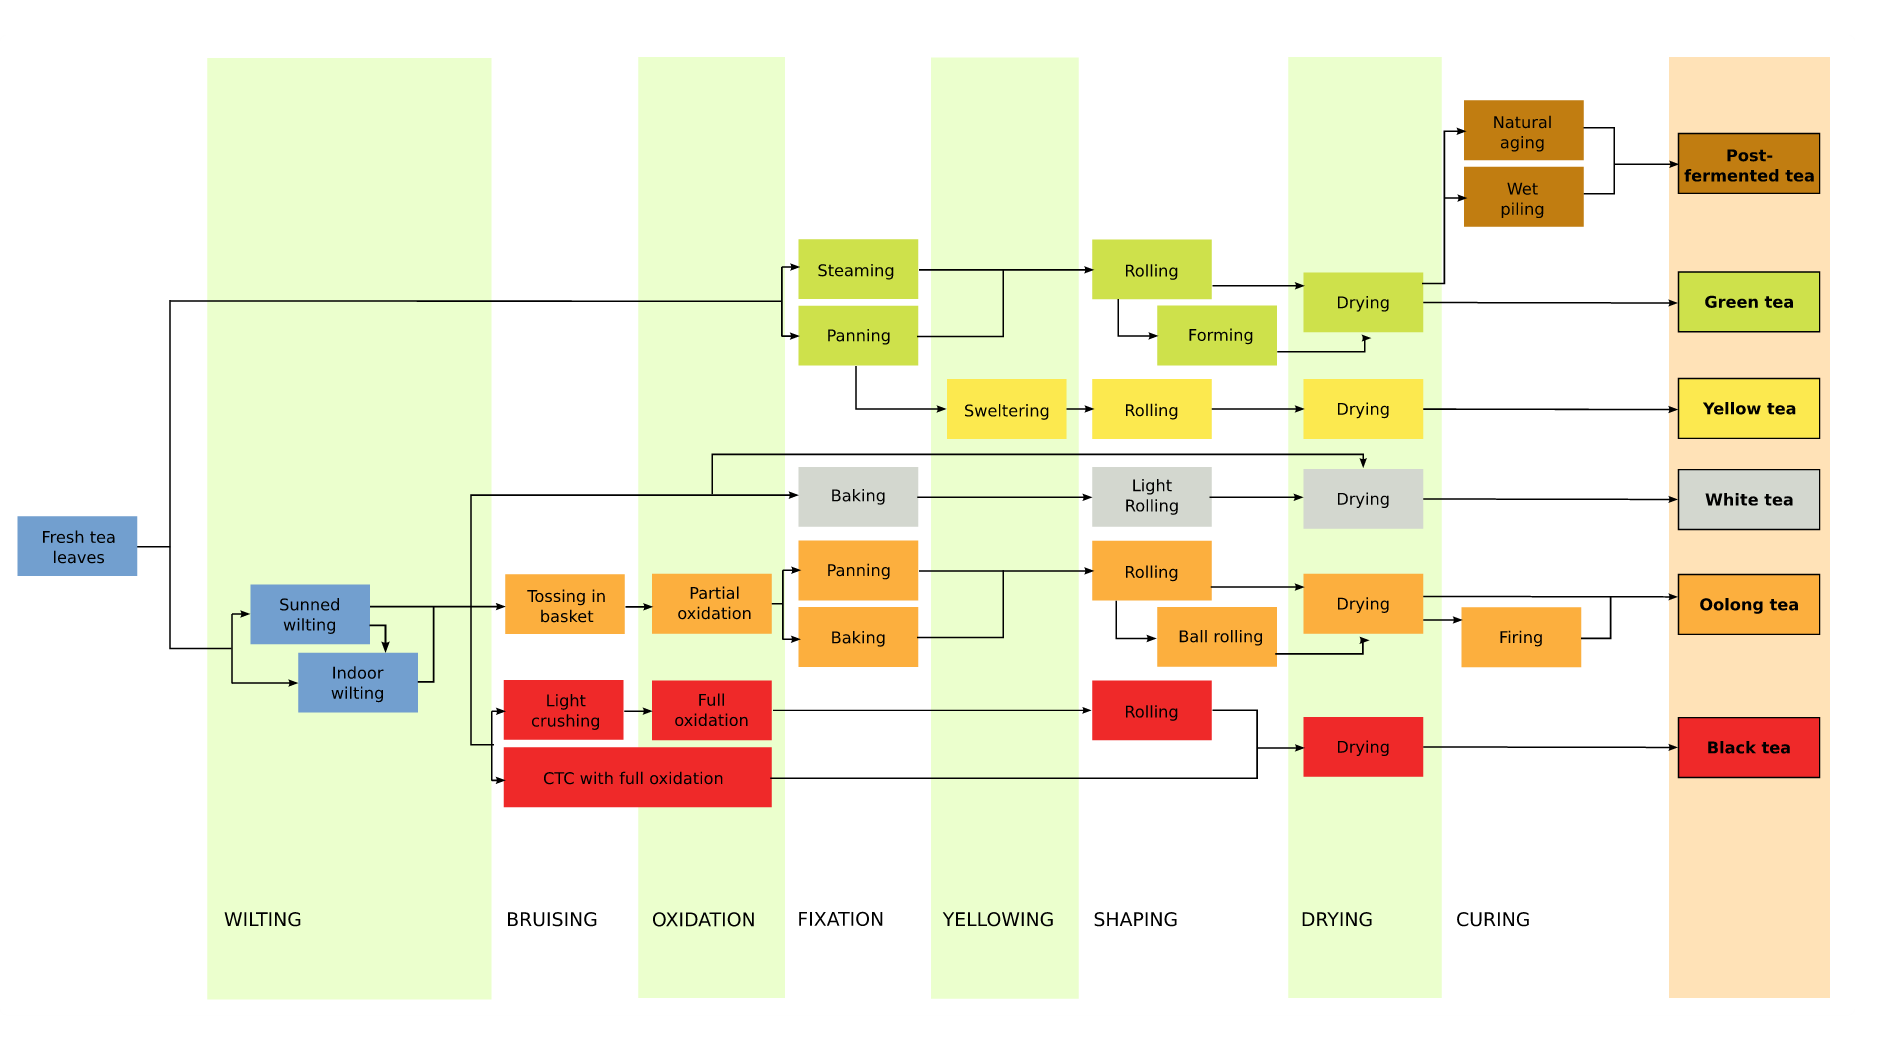 Natural
aging
Wet
piling
Post-
fermented tea
Steaming
Rolling
Drying
Green tea
Panning
Forming
Sweltering
Rolling
Drying
Yellow tea
Baking
Light
Rolling
Drying
White tea
Fresh tea
leaves
Sunned
wilting
Indoor
wilting
Tossing in
basket
Partial
oxidation
Panning
Baking
Rolling
Ball rolling
Drying
Firing
Oolong tea
Light
crushing
Full
oxidation
Rolling
CTC with full oxidation
Drying
Black tea
WILTING
BRUISING
OXIDATION
FIXATION
YELLOWING
SHAPING
DRYING
CURING